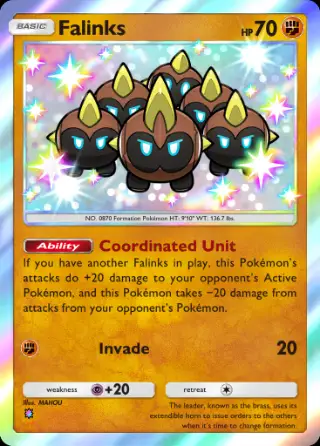 BASIC Falinks HP 70
NO. 0870 Formation Pokémon HT: 9'10" WT: 136.7 lbs.
Ability Coordinated Unit
If you have another Falinks in play, this Pokémon's
attacks do +20 damage to your opponent's Active
Pokémon, and this Pokémon takes −20 damage from
attacks from your opponent's Pokémon.
Invade 20
weakness +20 retreat
Illus. MAHOU
The leader, known as the brass, uses its
extendible horn to issue orders to the others
when it's time to change formation.